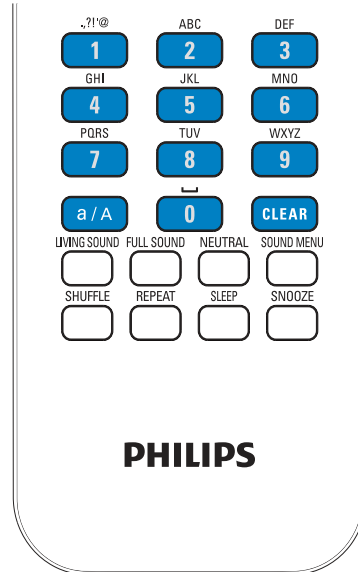 .,?!'@ ABC DEF
1 2 3
GHI JKL MNO
4 5 6
PQRS TUV WXYZ
7 8 9
a / A 0 CLEAR
LIVING SOUND FULL SOUND NEUTRAL SOUND MENU
SHUFFLE REPEAT SLEEP SNOOZE
PHILIPS